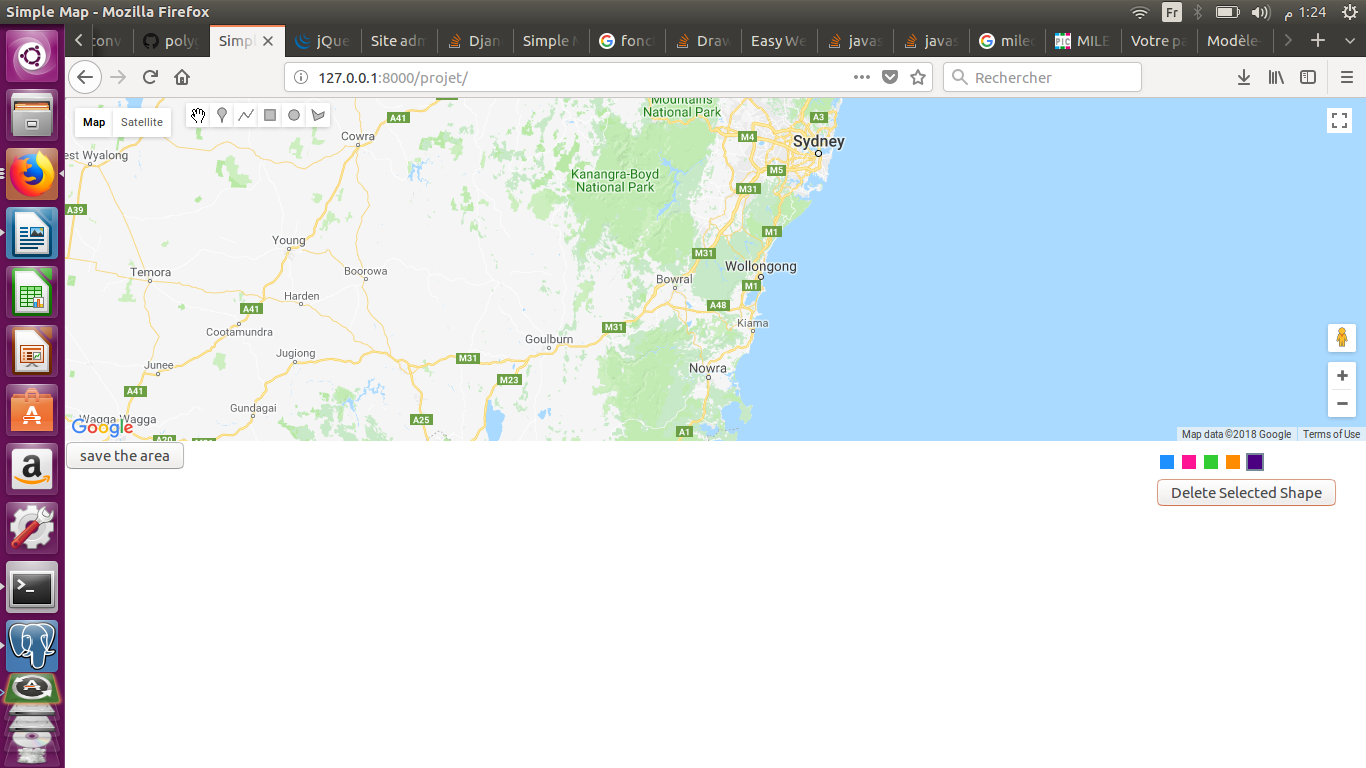 Simple Map - Mozilla Firefox
Fr
1:24 م
conv
polyg
Simpl
jQue
Site adm
Djan
Simple M
fonc
Draw
Easy We
javas
javas
mileo
MILE
Votre pa
Modèle-
127.0.0.1:8000/projet/
Rechercher
Map
Satellite
Mountains
National Park
A41
A3
M4
Sydney
Cowra
est Wyalong
M5
Kanangra-Boyd
National Park
M31
A39
M1
Young
M31
Wollongong
Temora
Boorowa
Bowral
M1
Harden
A41
A48
Cootamundra
M31
Kiama
Goulburn
Jugiong
M31
Junee
Nowra
M23
A41
Gundagai
Wagga Wagga
A25
Google
A20
A1
Map data ©2018 Google
Terms of Use
save the area
Delete Selected Shape